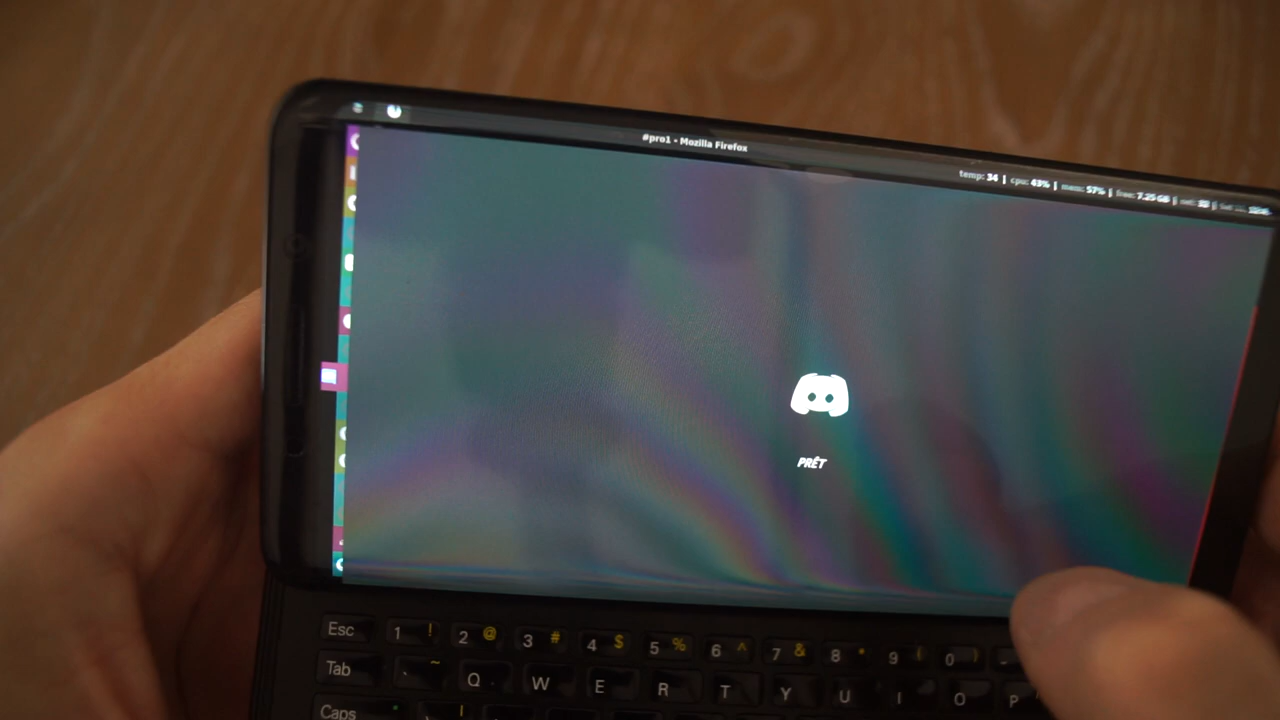 #pro1 - Mozilla Firefox
temp: 34 | cpu: 43% | mem: 57% | free: 7.25 GB |
PRÊT
Esc 1 ! 2 @ 3 # 4 $ 5 % 6 ^ 7 & 8 * 9 ( 0 ) -
Tab ` ~ Q W E R T Y U I O P
Caps